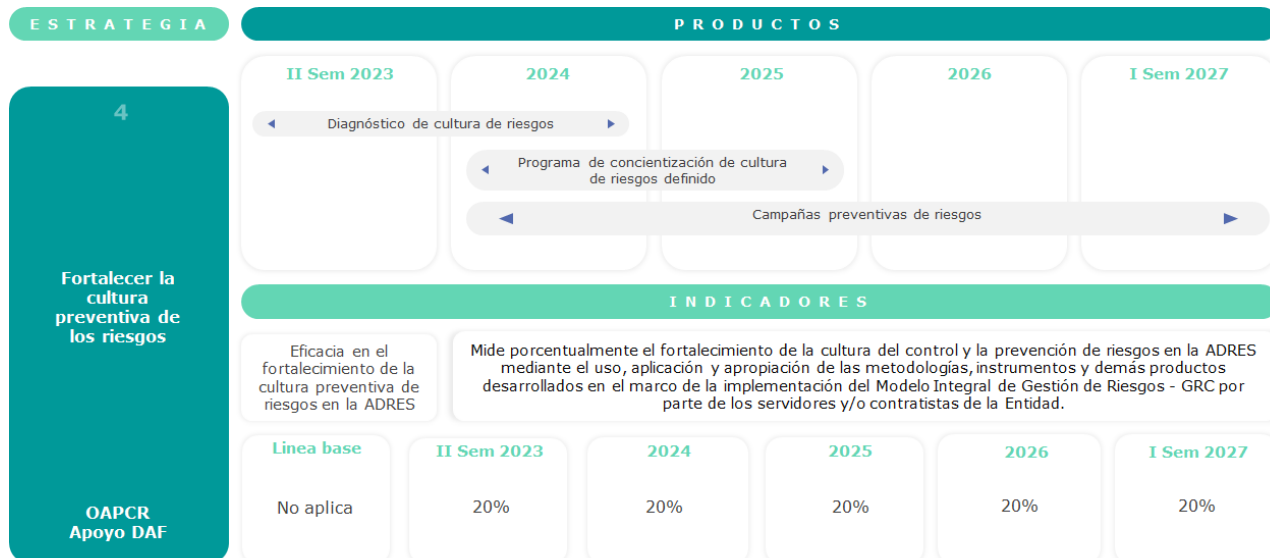 ESTRATEGIA
PRODUCTOS
II Sem 2023
2024
2025
2026
I Sem 2027
4
Diagnóstico de cultura de riesgos
Programa de concientización de cultura
de riesgos definido
Campañas preventivas de riesgos
Fortalecer la
cultura
preventiva de
los riesgos
INDICADORES
Eficacia en el
fortalecimiento de la
cultura preventiva de
riesgos en la ADRES
Mide porcentualmente el fortalecimiento de la cultura del control y la prevención de riesgos en la ADRES
mediante el uso, aplicación y apropiación de las metodologías, instrumentos y demás productos
desarrollados en el marco de la implementación del Modelo Integral de Gestión de Riesgos - GRC por
parte de los servidores y/o contratistas de la Entidad.
Linea base
II Sem 2023
2024
2025
2026
I Sem 2027
No aplica
20%
20%
20%
20%
20%
OAPCR
Apoyo DAF